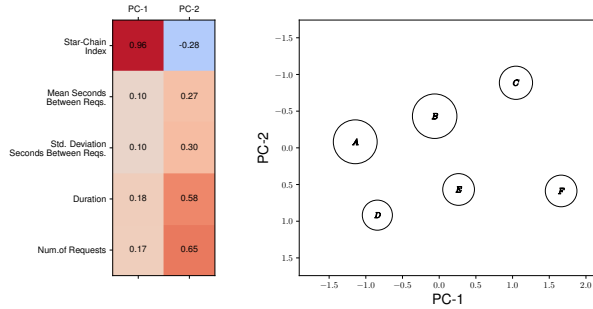 PC-1 PC-2
Star-Chain
Index
0.96 -0.28
Mean Seconds
Between Reqs.
0.10 0.27
Std. Deviation
Seconds Between Reqs.
0.10 0.30
Duration
0.18 0.58
Num.of Requests
0.17 0.65
PC-2
−1.5
−1.0
−0.5
0.0
0.5
1.0
1.5
C
B
A
E
F
D
−1.5 −1.0 −0.5 0.0 0.5 1.0 1.5 2.0
PC-1